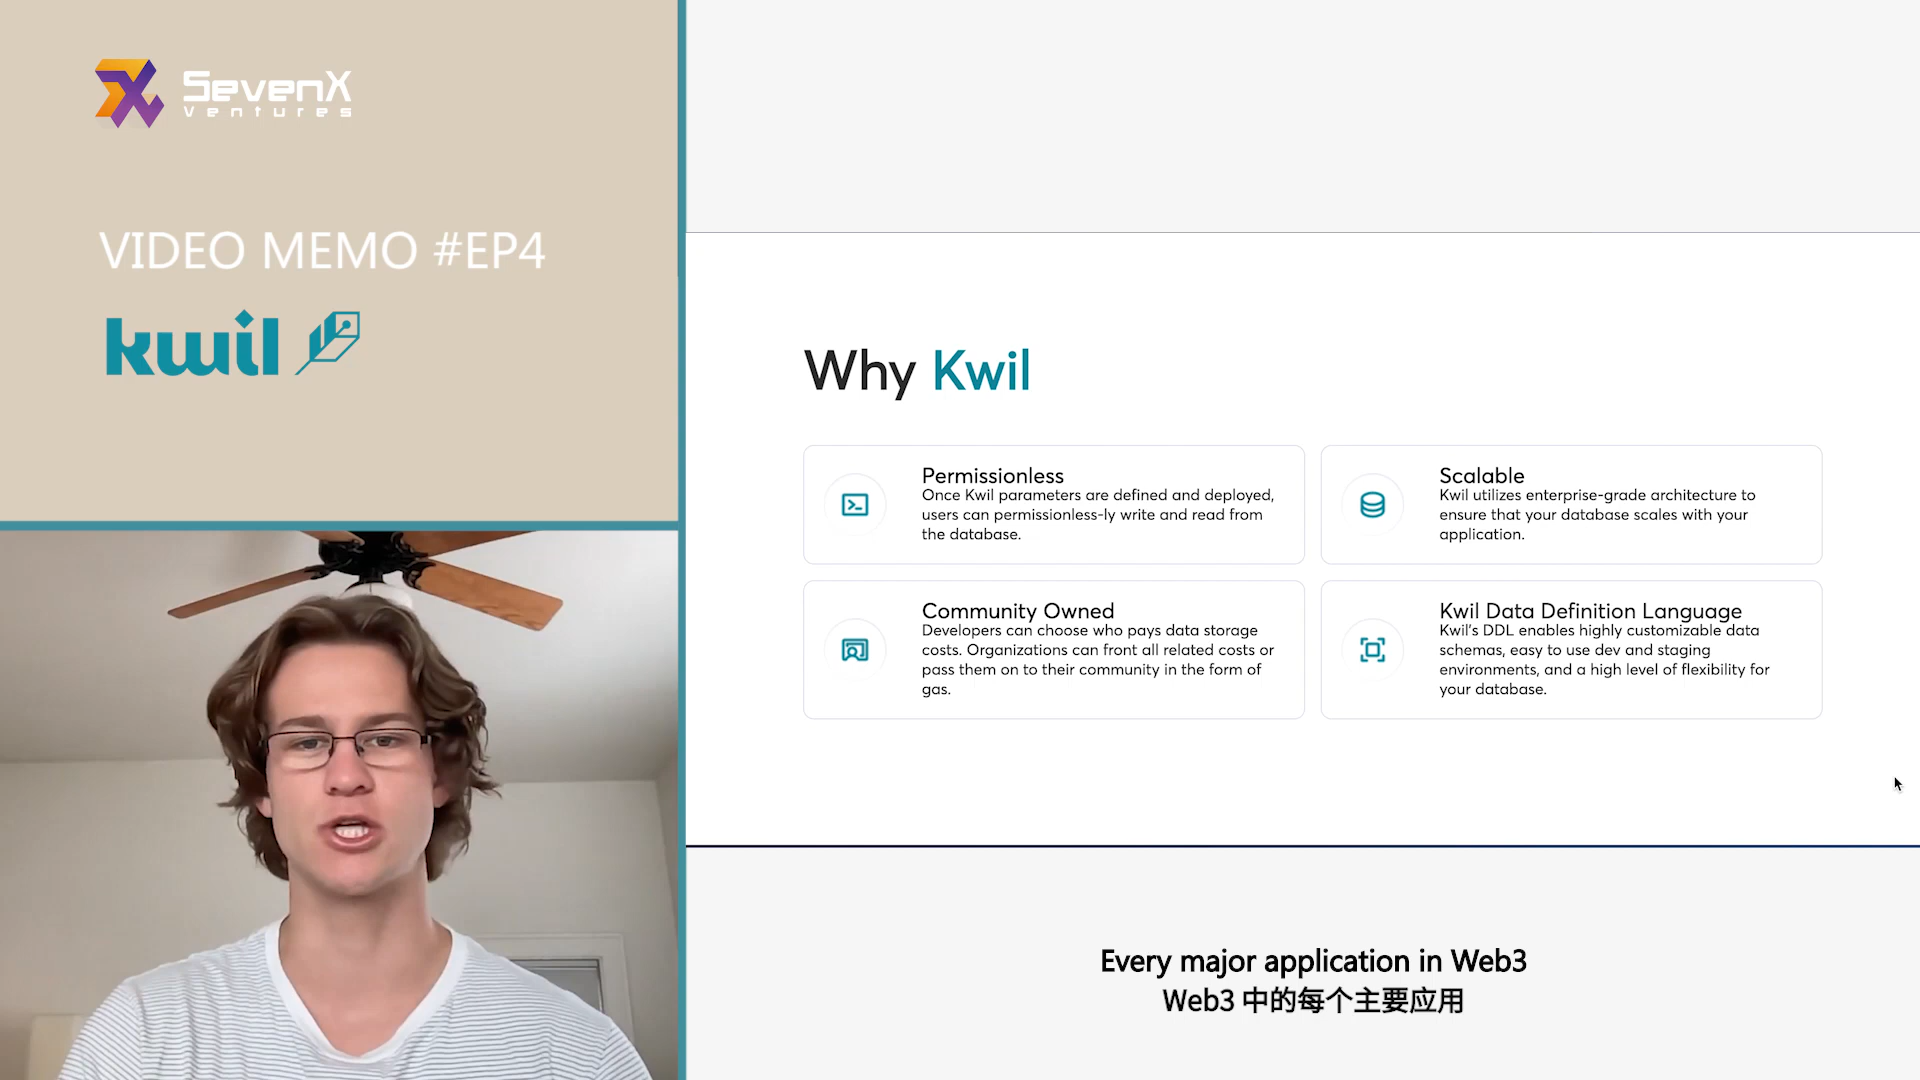 SevenX
Ventures
VIDEO MEMO #EP4
kwil
Why Kwil
Permissionless
Once Kwil parameters are defined and deployed,
users can permissionless-ly write and read from
the database.
Scalable
Kwil utilizes enterprise-grade architecture to
ensure that your database scales with your
application.
Community Owned
Developers can choose who pays data storage
costs. Organizations can front all related costs or
pass them on to their community in the form of
gas.
Kwil Data Definition Language
Kwil's DDL enables highly customizable data
schemas, easy to use dev and staging
environments, and a high level of flexibility for
your database.
Every major application in Web3
Web3 中的每个主要应用